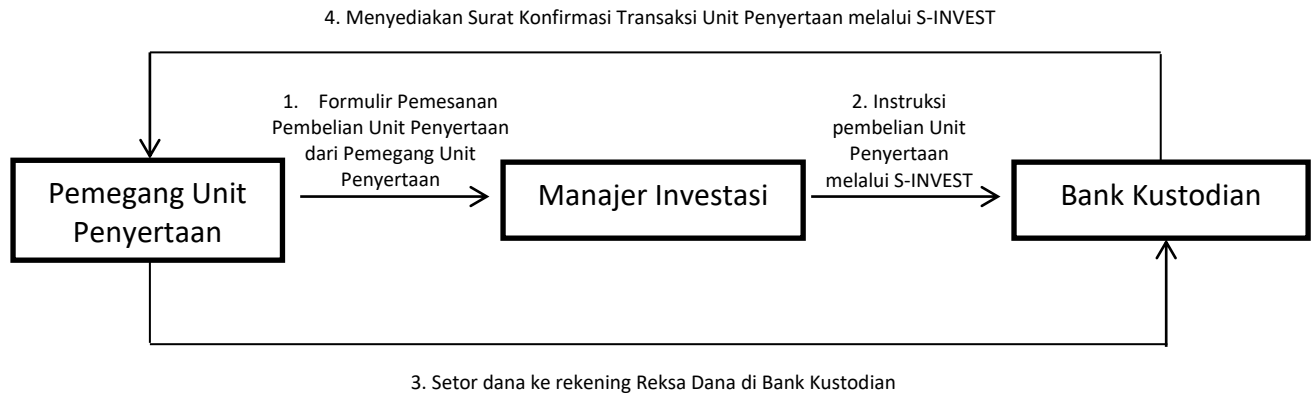 4. Menyediakan Surat Konfirmasi Transaksi Unit Penyertaan melalui S-INVEST
1. Formulir Pemesanan
Pembelian Unit Penyertaan
dari Pemegang Unit
Penyertaan
2. Instruksi
pembelian Unit
Penyertaan
melalui S-INVEST
Pemegang Unit
Penyertaan
Manajer Investasi
Bank Kustodian
3. Setor dana ke rekening Reksa Dana di Bank Kustodian